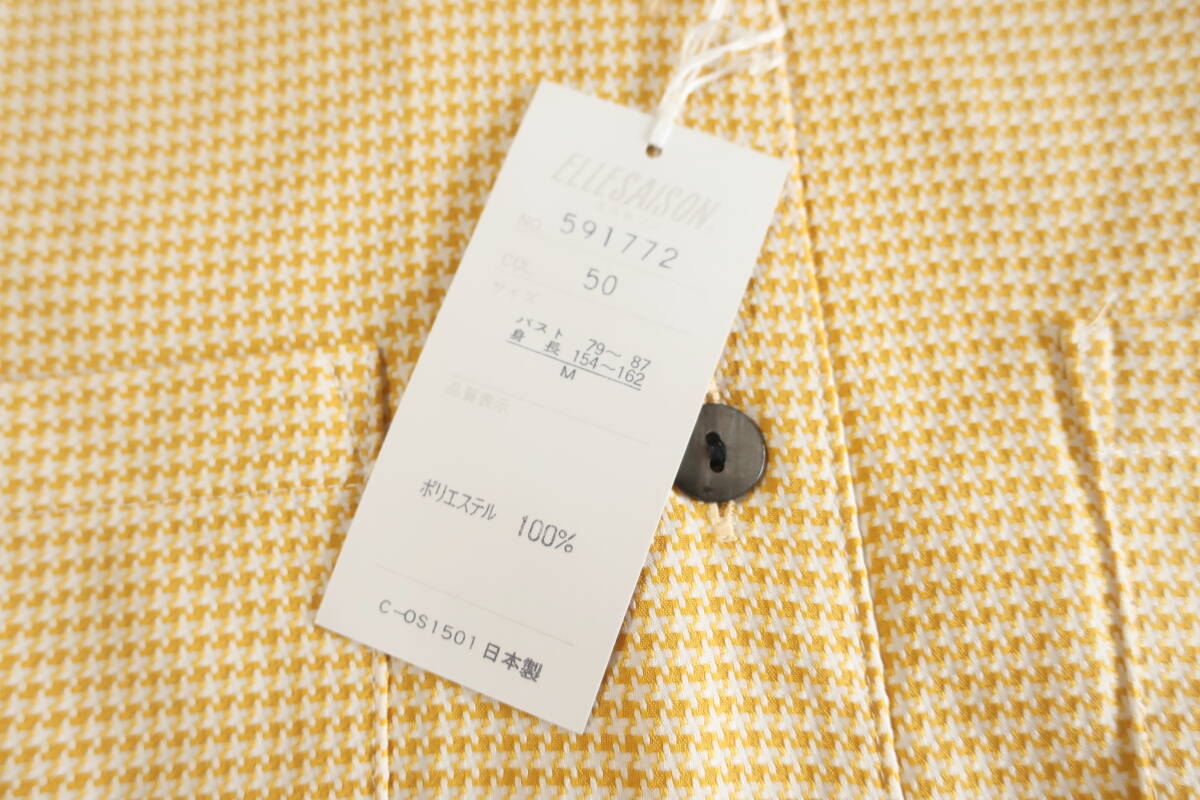 ELLESAISON
NO. 591772
COL. 50
サイズ
バスト 79〜87
身長 154〜162
M
品質表示
ポリエステル 100%
C-OS1501 日本製